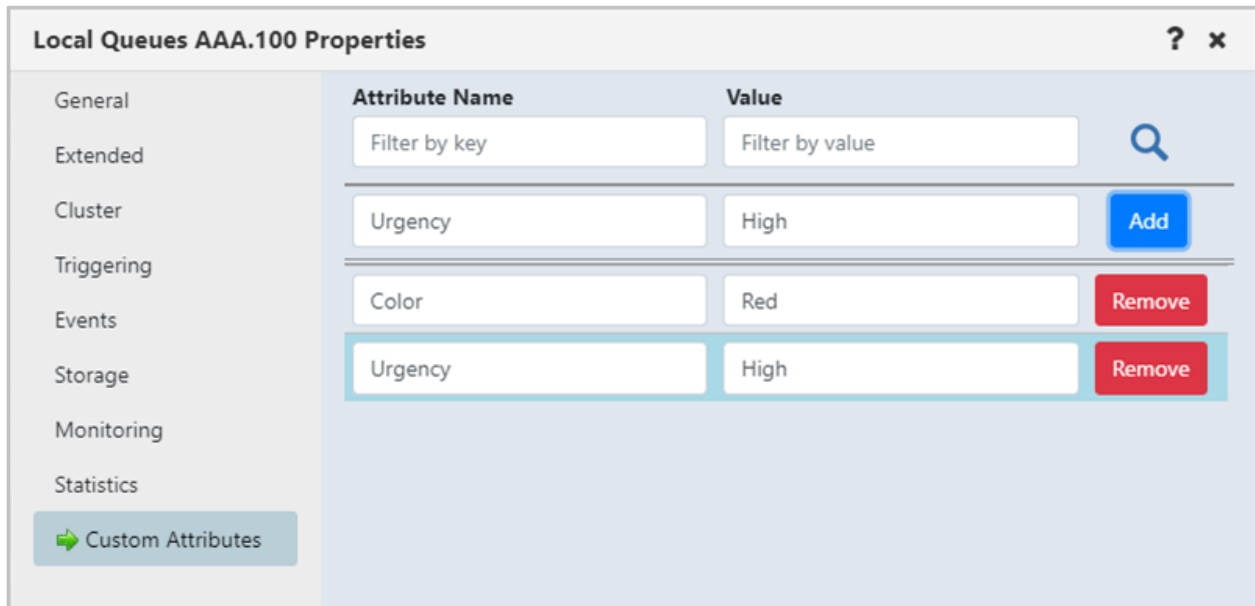 Local Queues AAA.100 Properties ? ×
General
Extended
Cluster
Triggering
Events
Storage
Monitoring
Statistics
Custom Attributes
Attribute Name Value
Filter by key Filter by value
Urgency High Add
Color Red Remove
Urgency High Remove